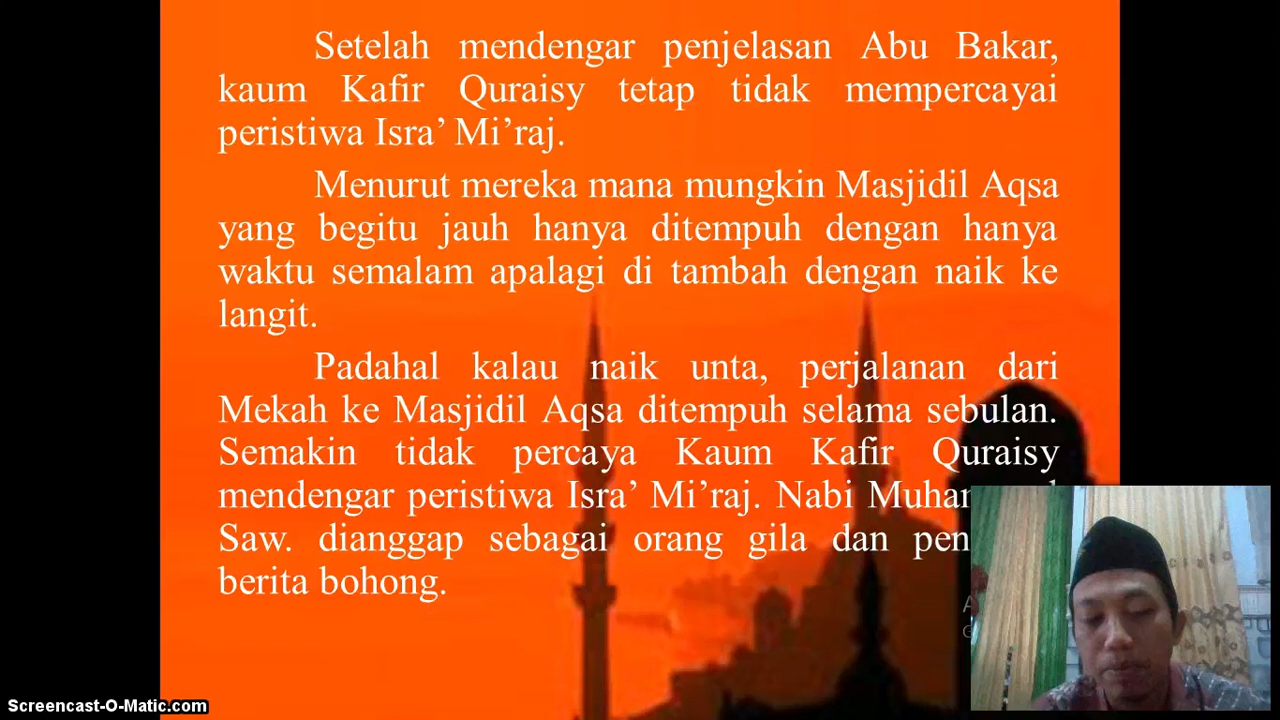 Setelah mendengar penjelasan Abu Bakar,
kaum Kafir Quraisy tetap tidak mempercayai
peristiwa Isra’ Mi’raj.
Menurut mereka mana mungkin Masjidil Aqsa
yang begitu jauh hanya ditempuh dengan hanya
waktu semalam apalagi di tambah dengan naik ke
langit.
Padahal kalau naik unta, perjalanan dari
Mekah ke Masjidil Aqsa ditempuh selama sebulan.
Semakin tidak percaya Kaum Kafir Quraisy
mendengar peristiwa Isra’ Mi’raj. Nabi
Saw. dianggap sebagai orang gila dan
berita bohong.
Screencast-O-Matic.com